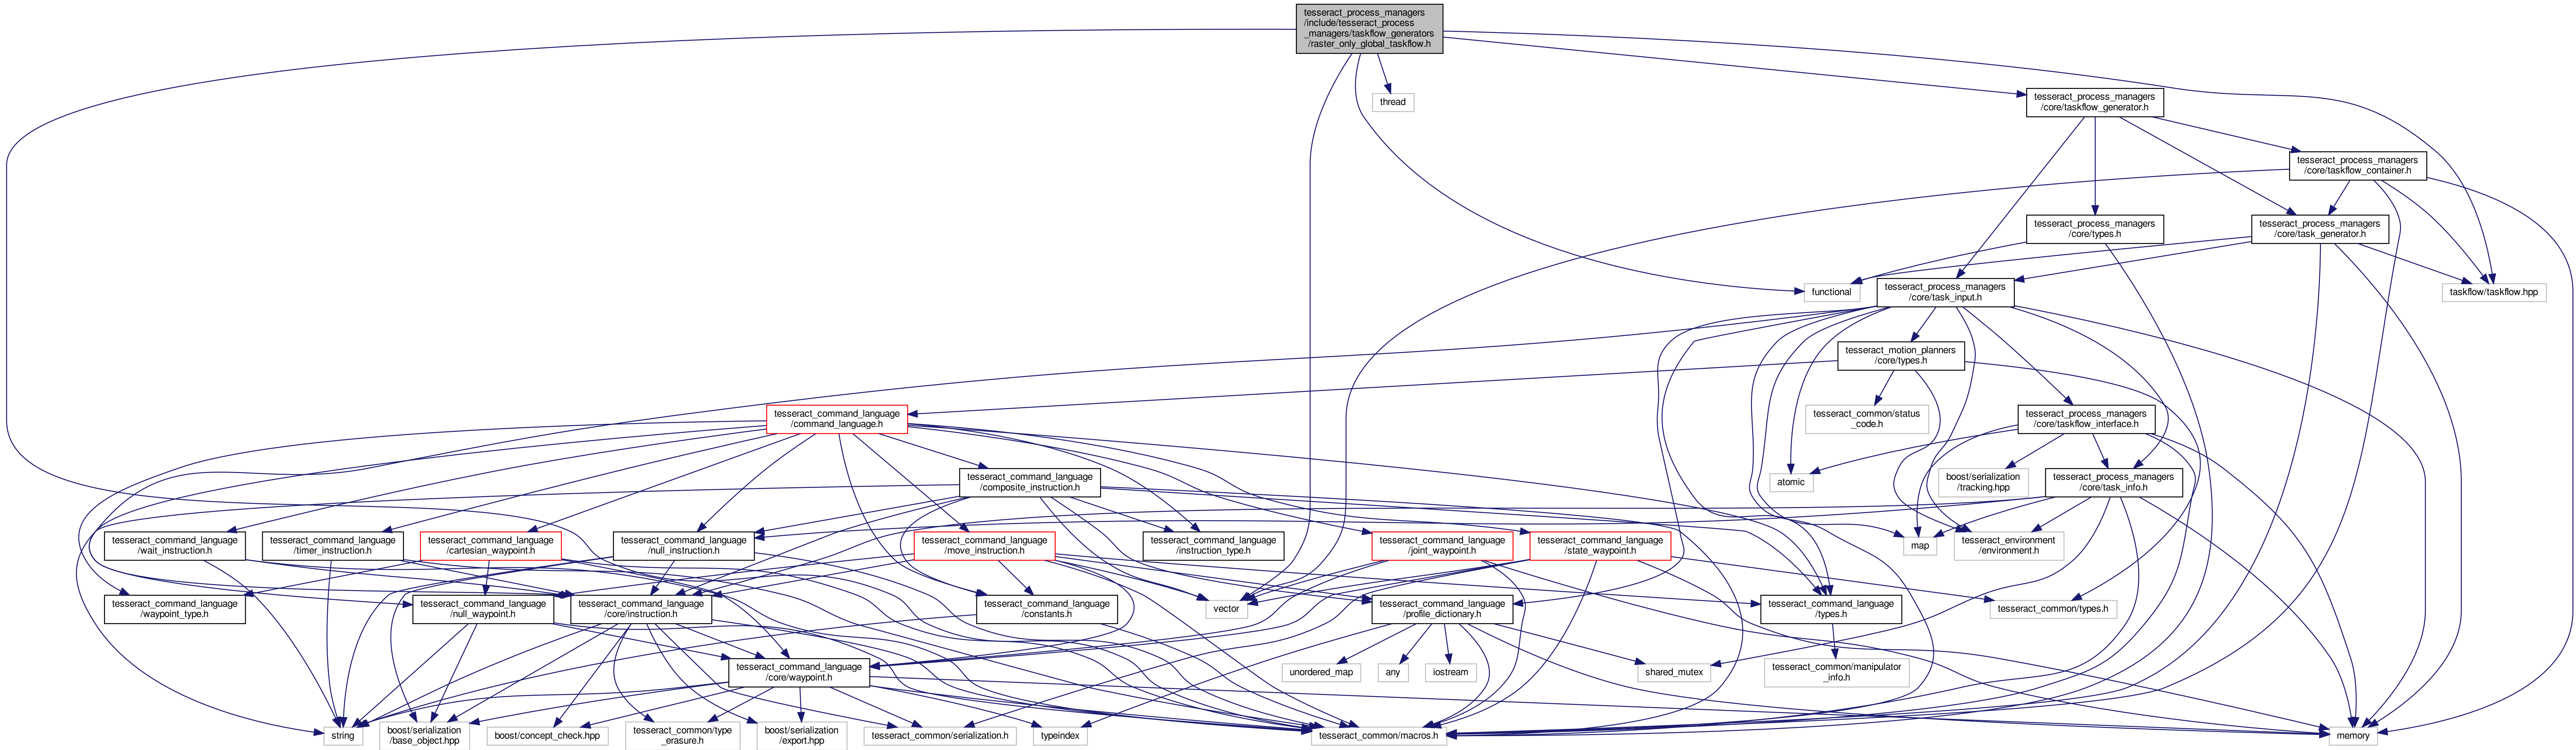 tesseract_process_managers
/include/tesseract_process
_managers/taskflow_generators
/raster_only_global_taskflow.h
thread
tesseract_process_managers
/core/taskflow_generator.h
tesseract_process_managers
/core/taskflow_container.h
tesseract_process_managers
/core/types.h
tesseract_process_managers
/core/task_generator.h
functional
tesseract_process_managers
/core/task_input.h
taskflow/taskflow.hpp
tesseract_motion_planners
/core/types.h
tesseract_command_language
/command_language.h
tesseract_common/status
_code.h
tesseract_process_managers
/core/taskflow_interface.h
tesseract_command_language
/composite_instruction.h
atomic
boost/serialization
/tracking.hpp
tesseract_process_managers
/core/task_info.h
tesseract_command_language
/wait_instruction.h
tesseract_command_language
/timer_instruction.h
tesseract_command_language
/cartesian_waypoint.h
tesseract_command_language
/null_instruction.h
tesseract_command_language
/move_instruction.h
tesseract_command_language
/instruction_type.h
tesseract_command_language
/joint_waypoint.h
tesseract_command_language
/state_waypoint.h
map
tesseract_environment
/environment.h
tesseract_command_language
/waypoint_type.h
tesseract_command_language
/null_waypoint.h
tesseract_command_language
/core/instruction.h
tesseract_command_language
/constants.h
vector
tesseract_command_language
/profile_dictionary.h
tesseract_command_language
/types.h
tesseract_common/types.h
tesseract_command_language
/core/waypoint.h
unordered_map
any
iostream
shared_mutex
tesseract_common/manipulator
_info.h
string
boost/serialization
/base_object.hpp
boost/concept_check.hpp
tesseract_common/type
_erasure.h
boost/serialization
/export.hpp
tesseract_common/serialization.h
typeindex
tesseract_common/macros.h
memory